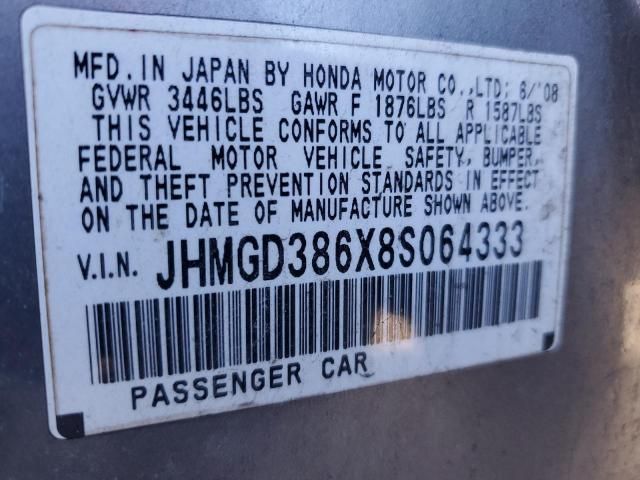 MFD. IN JAPAN BY HONDA MOTOR CO., LTD; 6/'08
GVWR 3446LBS GAWR F 1876LBS R 1587LBS
THIS VEHICLE CONFORMS TO ALL APPLICABLE
FEDERAL MOTOR VEHICLE SAFETY, BUMPER,
AND THEFT PREVENTION STANDARDS IN EFFECT
ON THE DATE OF MANUFACTURE SHOWN ABOVE.
V.I.N. JHMGD386X8S064333
PASSENGER CAR